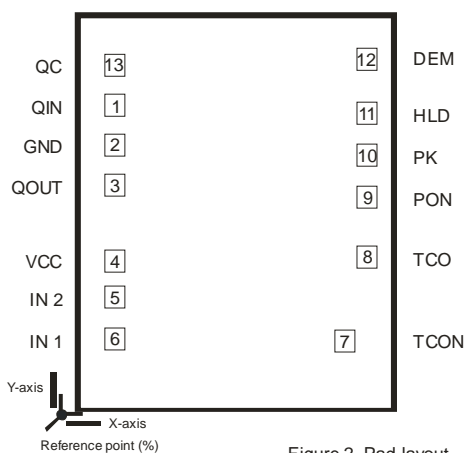 QC 13 12 DEM
QIN 1 11 HLD
GND 2 10 PK
QOUT 3 9 PON
VCC 4 8 TCO
IN 2 5
IN 1 6 7 TCON
Y-axis
X-axis
Reference point (%)
Figure 2. Pad layout